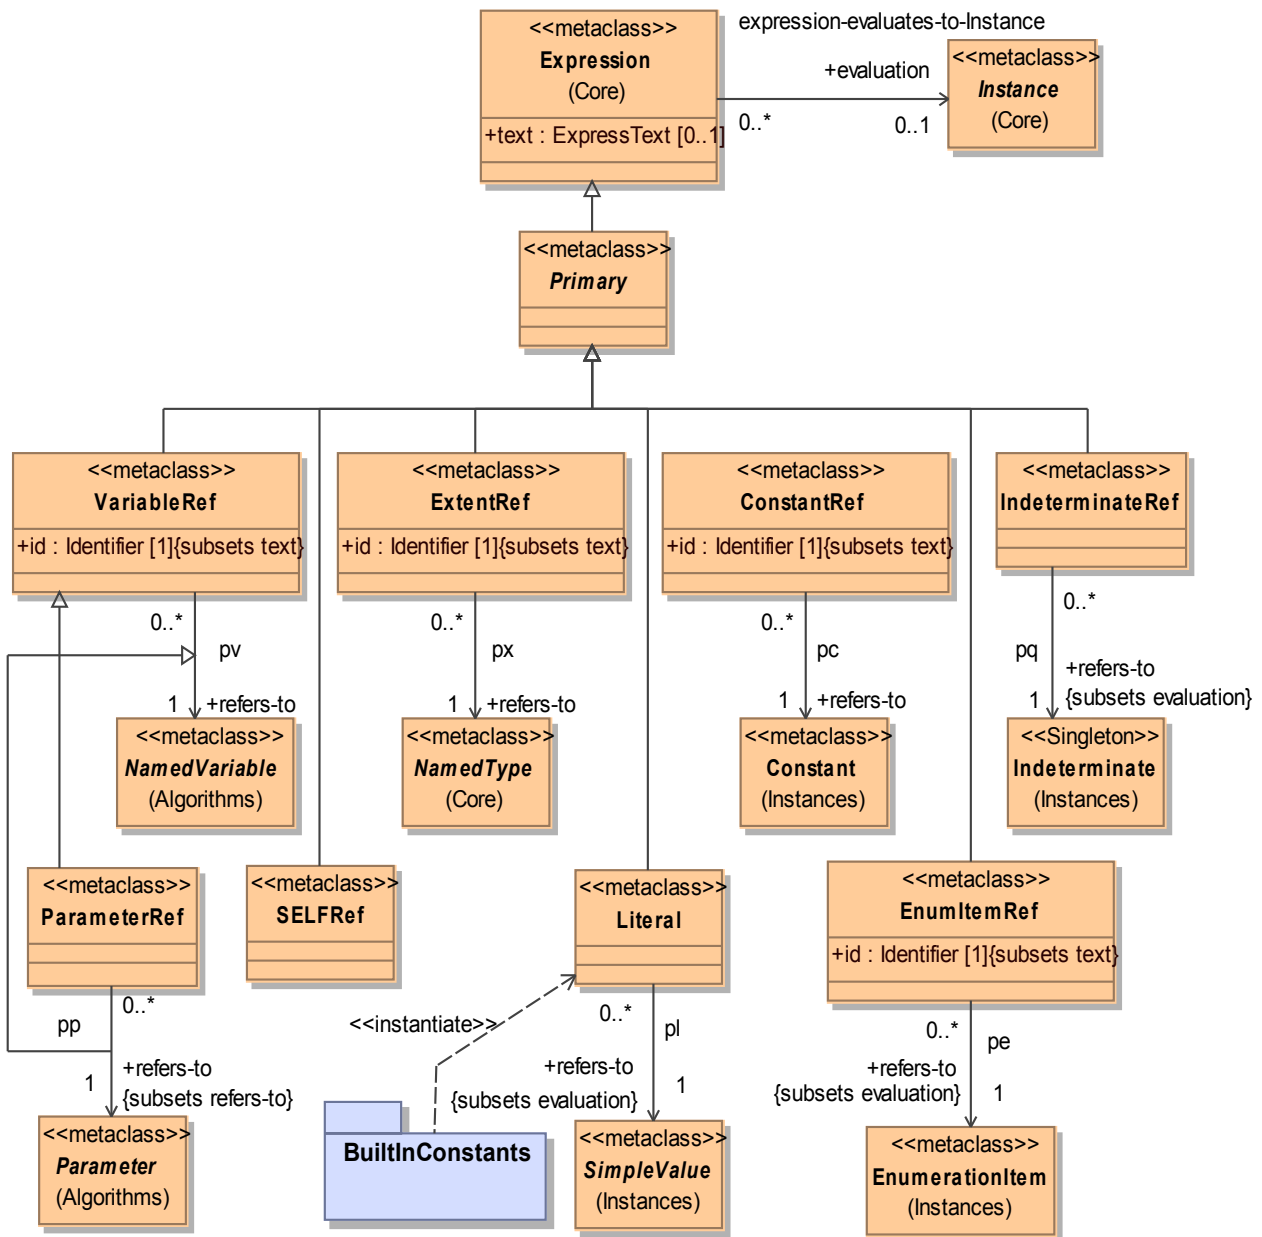 <<metaclass>>
Expression
(Core)
+text : ExpressText [0..1]
expression-evaluates-to-Instance
+evaluation
0..*
0..1
<<metaclass>>
Instance
(Core)
<<metaclass>>
Primary
<<metaclass>>
VariableRef
+id : Identifier [1]{subsets text}
<<metaclass>>
ExtentRef
+id : Identifier [1]{subsets text}
<<metaclass>>
ConstantRef
+id : Identifier [1]{subsets text}
<<metaclass>>
IndeterminateRef
0..*
pv
1
+refers-to
0..*
px
1
+refers-to
0..*
pc
1
+refers-to
0..*
pq
+refers-to
{subsets evaluation}
1
<<metaclass>>
NamedVariable
(Algorithms)
<<metaclass>>
NamedType
(Core)
<<metaclass>>
Constant
(Instances)
<<Singleton>>
Indeterminate
(Instances)
<<metaclass>>
ParameterRef
<<metaclass>>
SELFRef
<<metaclass>>
Literal
<<metaclass>>
EnumItemRef
+id : Identifier [1]{subsets text}
0..*
pp
+refers-to
1
{subsets refers-to}
<<instantiate>>
0..*
pl
+refers-to
{subsets evaluation}
1
0..*
pe
+refers-to
{subsets evaluation}
1
<<metaclass>>
Parameter
(Algorithms)
BuiltInConstants
<<metaclass>>
SimpleValue
(Instances)
<<metaclass>>
EnumerationItem
(Instances)